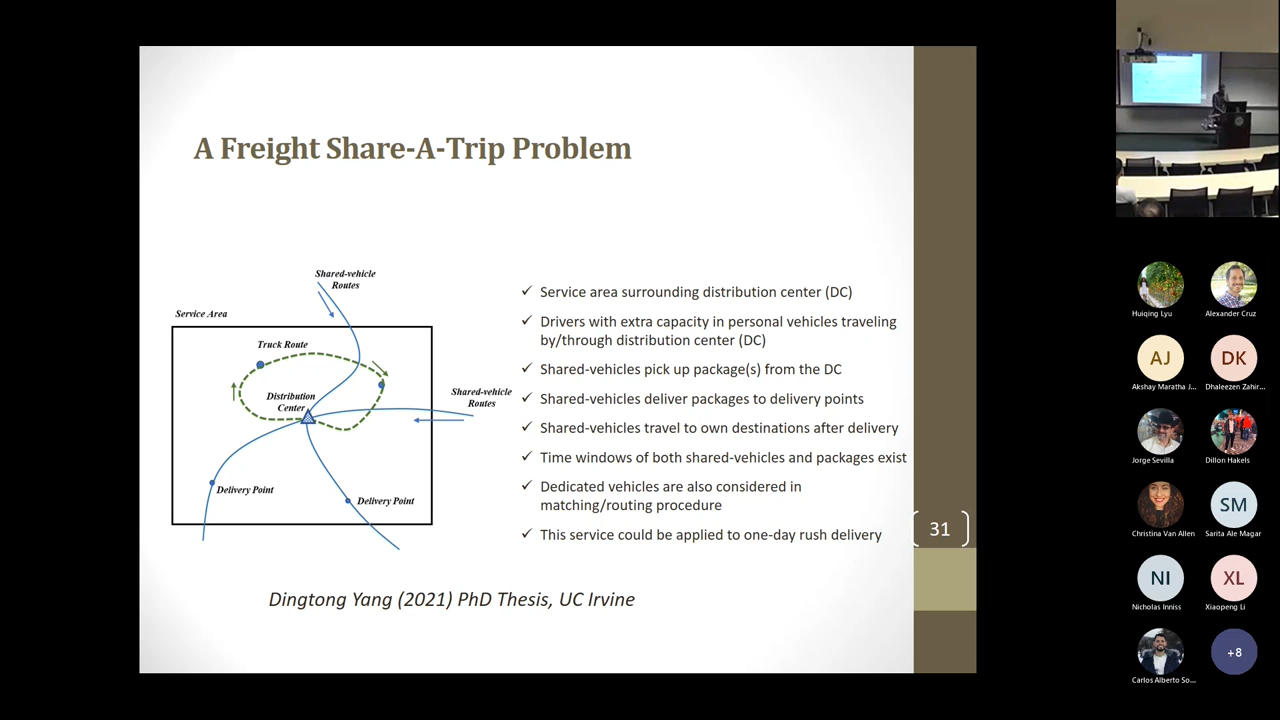 A Freight Share-A-Trip Problem
Shared-vehicle
Routes
Service Area
Truck Route
Distribution
Center
Shared-vehicle
Routes
Delivery Point
Delivery Point
✓ Service area surrounding distribution center (DC)
✓ Drivers with extra capacity in personal vehicles traveling
by/through distribution center (DC)
✓ Shared-vehicles pick up package(s) from the DC
✓ Shared-vehicles deliver packages to delivery points
✓ Shared-vehicles travel to own destinations after delivery
✓ Time windows of both shared-vehicles and packages exist
✓ Dedicated vehicles are also considered in
matching/routing procedure
✓ This service could be applied to one-day rush delivery
31
Dingtong Yang (2021) PhD Thesis, UC Irvine
Huiqing Lyu
Alexander Cruz
AJ
DK
Akshay Maratha J...
Dhaleezen Zahir...
Jorge Sevilla
Dillon Hakels
SM
Christina Van Allen
Sarita Ale Magar
NI
XL
Nicholas Inniss
Xiaopeng Li
+8
Carlos Alberto So...